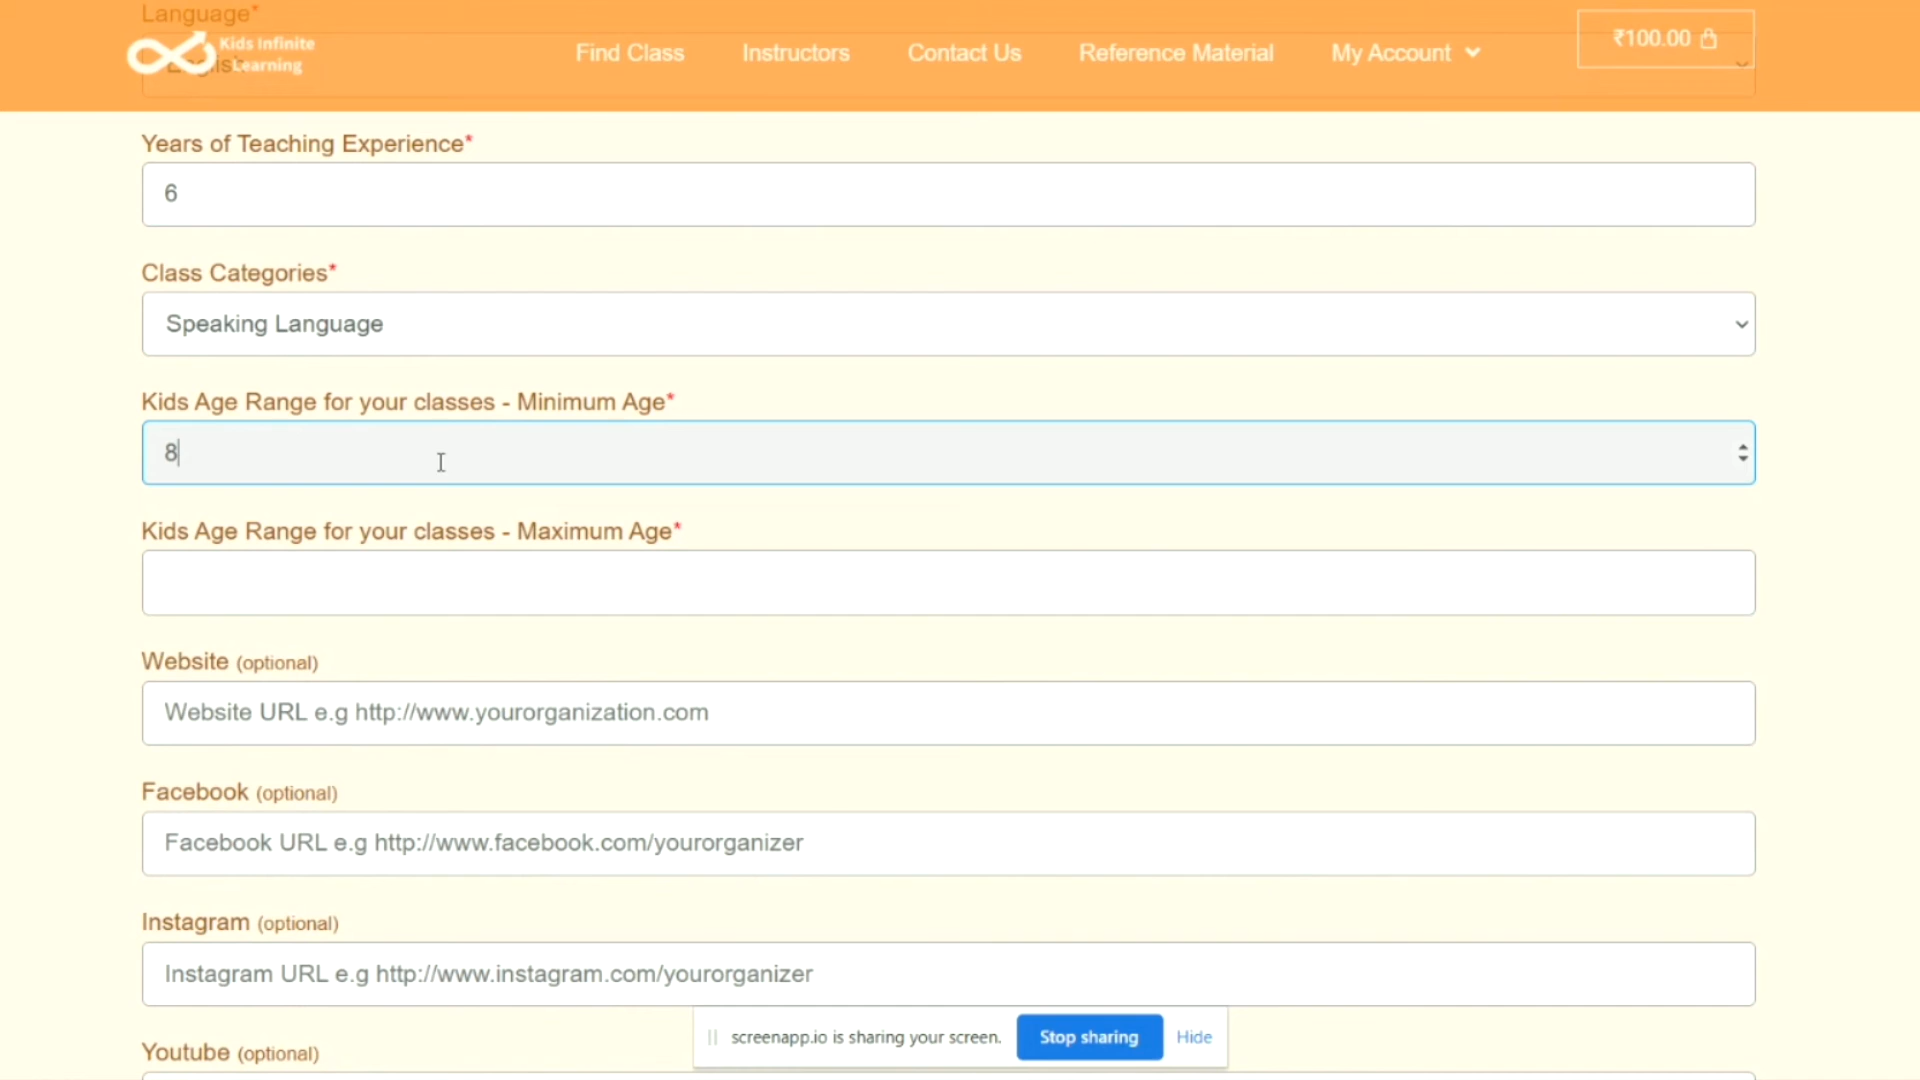 Language*
Kids Infinite
Learning
English
Find Class
Instructors
Contact Us
Reference Material
My Account
₹100.00
Years of Teaching Experience*
6
Class Categories*
Speaking Language
Kids Age Range for your classes - Minimum Age*
8
Kids Age Range for your classes - Maximum Age*
Website (optional)
Website URL e.g http://www.yourorganization.com
Facebook (optional)
Facebook URL e.g http://www.facebook.com/yourorganizer
Instagram (optional)
Instagram URL e.g http://www.instagram.com/yourorganizer
screenapp.io is sharing your screen.
Stop sharing
Hide
Youtube (optional)